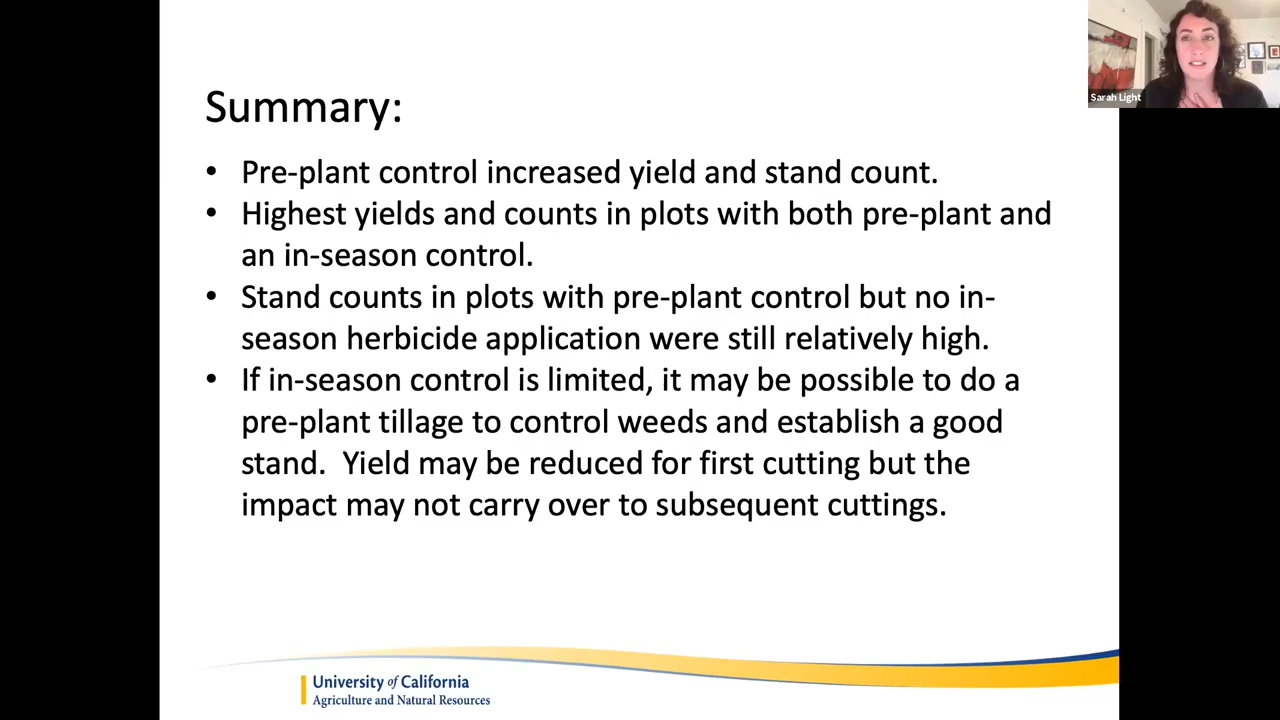 Sarah Light
Summary:
• Pre-plant control increased yield and stand count.
• Highest yields and counts in plots with both pre-plant and
an in-season control.
• Stand counts in plots with pre-plant control but no in-
season herbicide application were still relatively high.
• If in-season control is limited, it may be possible to do a
pre-plant tillage to control weeds and establish a good
stand.  Yield may be reduced for first cutting but the
impact may not carry over to subsequent cuttings.
University of California
Agriculture and Natural Resources